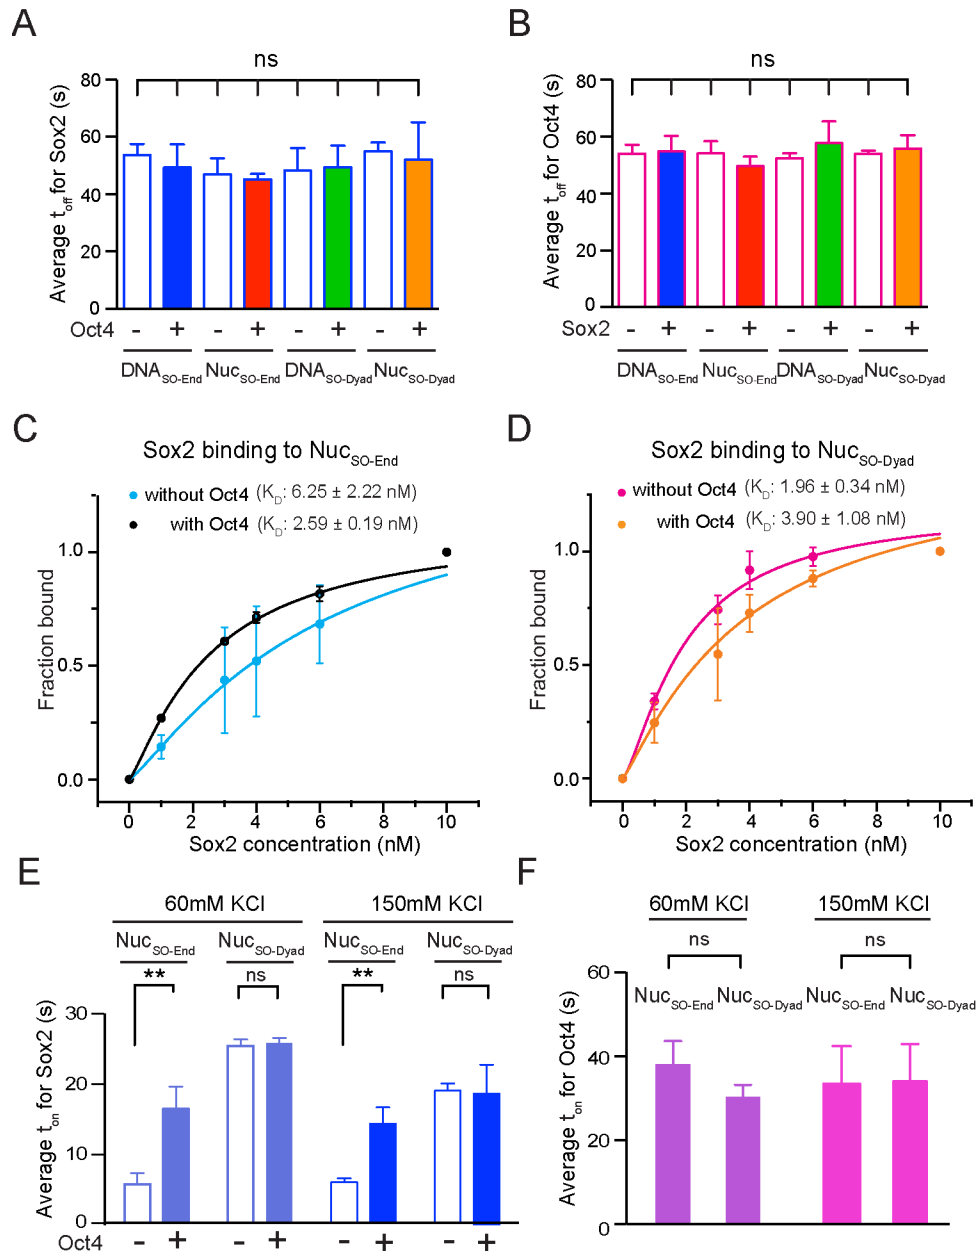 A
ns
Average t_off for Sox2 (s)
80
60
40
20
0
Oct4 - + - + - + - +
DNA_SO-End Nuc_SO-End DNA_SO-Dyad Nuc_SO-Dyad
B
ns
Average t_off for Oct4 (s)
80
60
40
20
0
Sox2 - + - + - + - +
DNA_SO-End Nuc_SO-End DNA_SO-Dyad Nuc_SO-Dyad
C
Sox2 binding to Nuc_SO-End
without Oct4 (K_D: 6.25 ± 2.22 nM)
with Oct4 (K_D: 2.59 ± 0.19 nM)
Fraction bound
1.0
0.5
0.0
0 2 4 6 8 10
Sox2 concentration (nM)
D
Sox2 binding to Nuc_SO-Dyad
without Oct4 (K_D: 1.96 ± 0.34 nM)
with Oct4 (K_D: 3.90 ± 1.08 nM)
Fraction bound
1.0
0.5
0.0
0 2 4 6 8 10
Sox2 concentration (nM)
E
60mM KCl 150mM KCl
Nuc_SO-End Nuc_SO-Dyad Nuc_SO-End Nuc_SO-Dyad
** ns ** ns
Average t_on for Sox2 (s)
30
20
10
0
Oct4 - + - + - + - +
F
60mM KCl 150mM KCl
ns ns
Nuc_SO-End Nuc_SO-Dyad Nuc_SO-End Nuc_SO-Dyad
Average t_on for Oct4 (s)
60
40
20
0